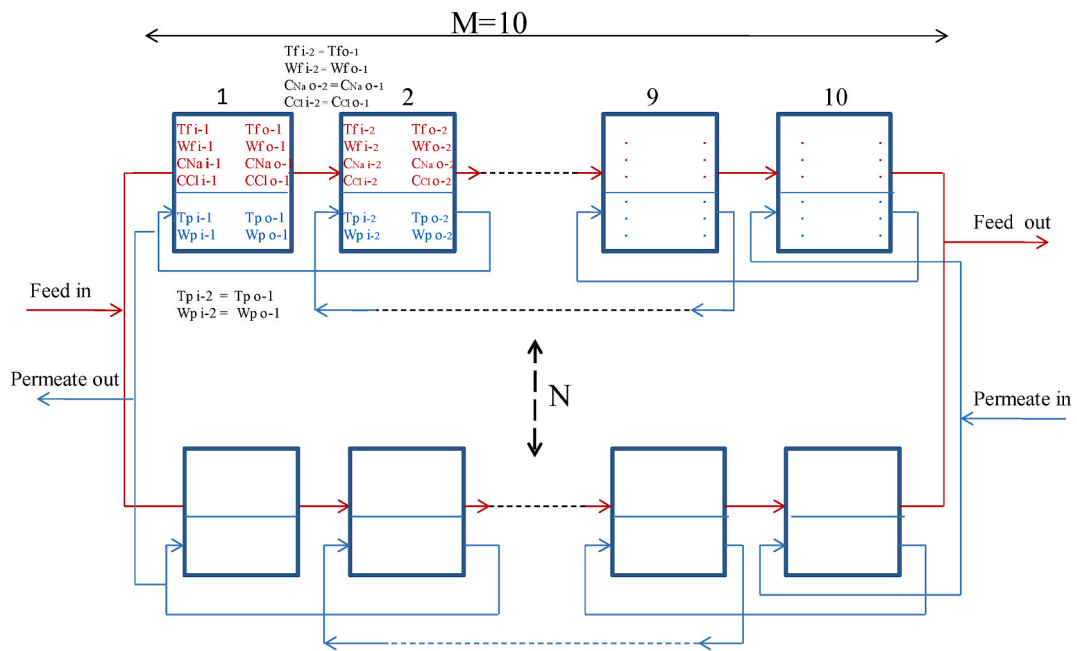 M=10
Tf i-2 = Tfo-1
Wf i-2 = Wf o-1
CNa o-2 = CNa o-1
CCl i-2 = CCl o-1
1 2 9 10
Tf i-1 Tf o-1 Tf i-2 Tf o-2
Wf i-1 Wf o-1 Wf i-2 Wf o-2
CNa i-1 CNa o-1 CNa i-2 CNa o-2
CCl i-1 CCl o-1 CCl i-2 CCl o-2
Tp i-1 Tp o-1 Tp i-2 Tp o-2
Wp i-1 Wp o-1 Wp i-2 Wp o-2
Feed out
Feed in
Tp i-2 = Tp o-1
Wp i-2 = Wp o-1
Permeate out
N
Permeate in